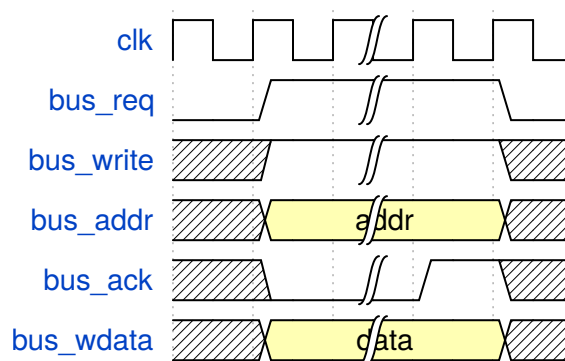 clk
bus_req
bus_write
bus_addr addr
bus_ack
bus_wdata data